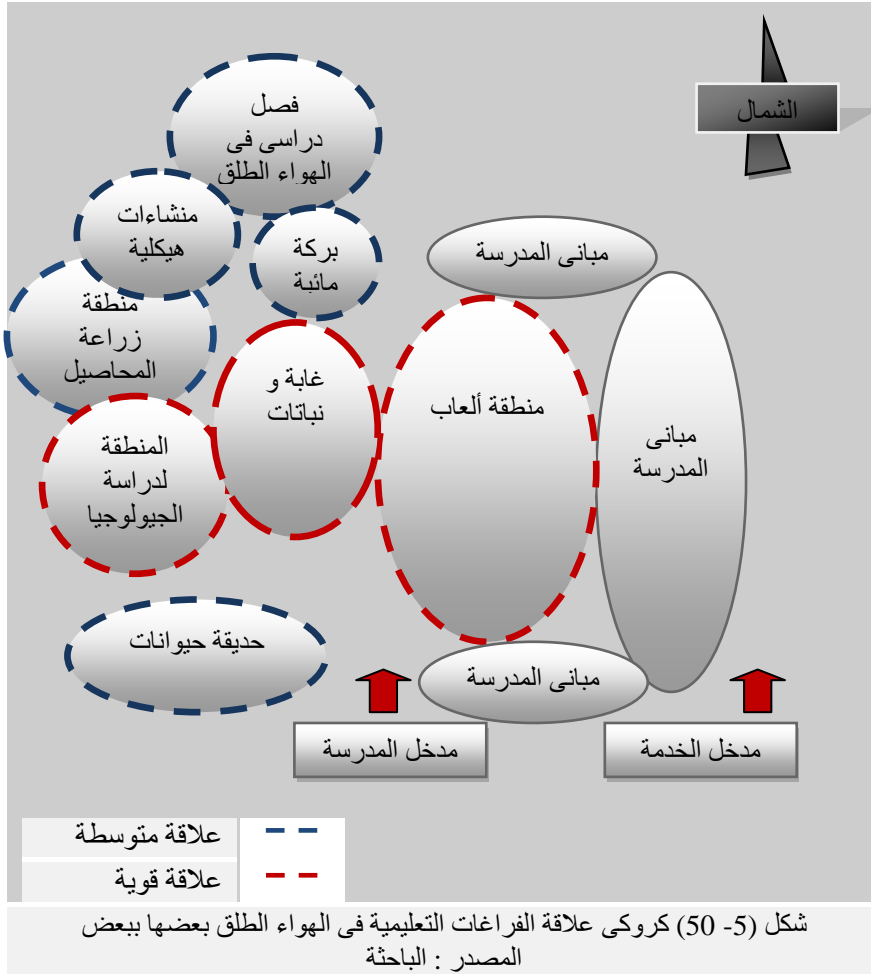 الشمال
فصل
دراسى فى
الهواء الطلق
منشاءات
هيكلية
بركة
مائبة
مبانى المدرسة
منطقة
زراعة
المحاصيل
غابة و
نباتات
منطقة ألعاب
مبانى
المدرسة
المنطقة
لدراسة
الجيولوجيا
حديقة حيوانات
مبانى المدرسة
مدخل المدرسة
مدخل الخدمة
علاقة متوسطة
علاقة قوية
شكل (5- 50) كروكى علاقة الفراغات التعليمية فى الهواء الطلق بعضها ببعض
المصدر : الباحثة